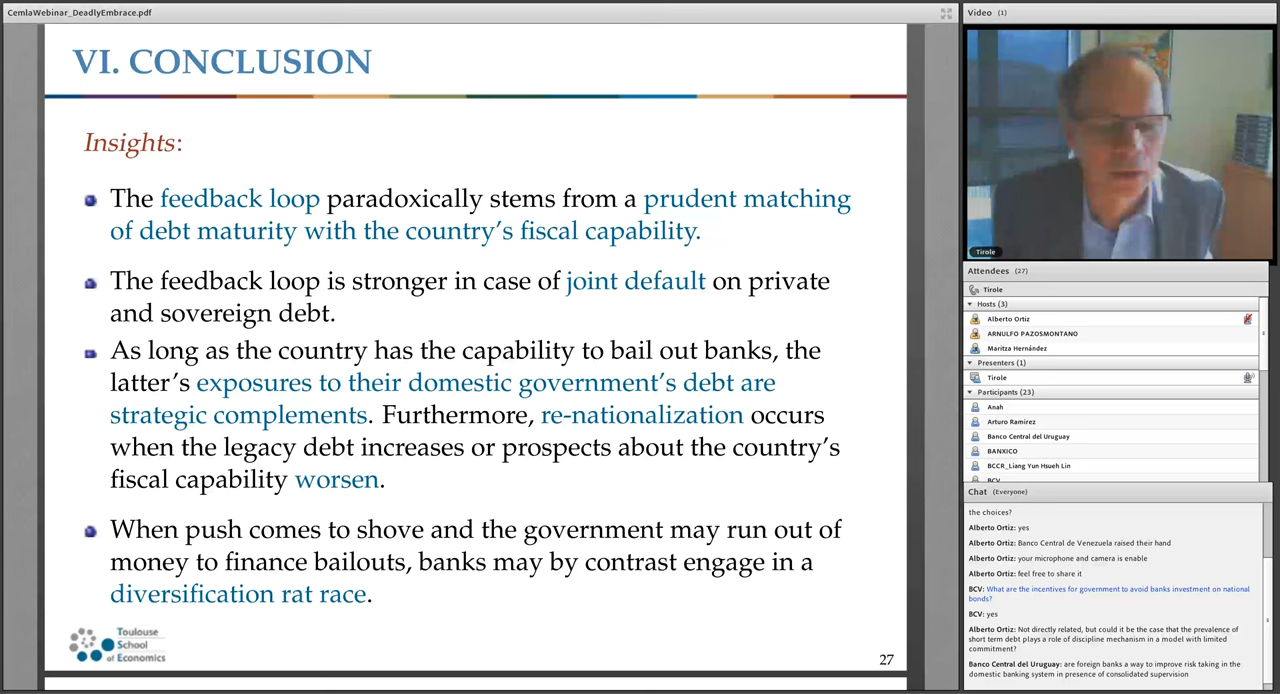 CemlaWebinar_DeadlyEmbrace.pdf
VI. CONCLUSION
Insights:
The feedback loop paradoxically stems from a prudent matching
of debt maturity with the country's fiscal capability.
The feedback loop is stronger in case of joint default on private
and sovereign debt.
As long as the country has the capability to bail out banks, the
latter's exposures to their domestic government's debt are
strategic complements. Furthermore, re-nationalization occurs
when the legacy debt increases or prospects about the country's
fiscal capability worsen.
When push comes to shove and the government may run out of
money to finance bailouts, banks may by contrast engage in a
diversification rat race.
Toulouse
School
of Economics
27
Video (1)
Tirole
Attendees (27)
Tirole
Hosts (3)
Alberto Ortiz
ARNULFO PAZOSMONTANO
Maritza Hernández
Presenters (1)
Tirole
Participants (23)
Anah
Arturo Ramirez
Banco Central del Uruguay
BANXICO
BCCR_Liang Yun Hsueh Lin
BCV
Chat (Everyone)
the choices?
Alberto Ortiz: yes
Alberto Ortiz: Banco Central de Venezuela raised their hand
Alberto Ortiz: your microphone and camera is enable
Alberto Ortiz: feel free to share it
BCV: What are the incentives for government to avoid banks investment on national
bonds?
BCV: yes
Alberto Ortiz: Not directly related, but could it be the case that the prevalence of
short term debt plays a role of discipline mechanism in a model with limited
commitment?
Banco Central del Uruguay: are foreign banks a way to improve risk taking in the
domestic banking system in presence of consolidated supervision